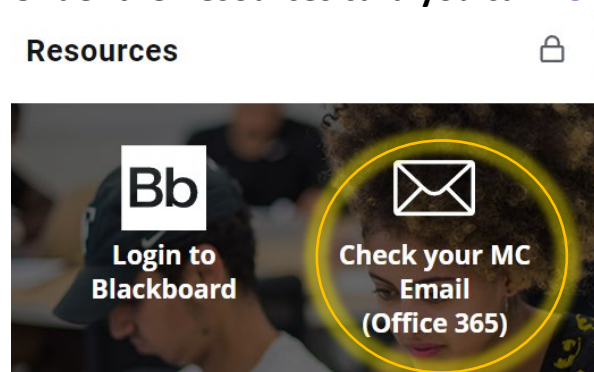 Resources
Bb
Login to
Blackboard
Check your MC
Email
(Office 365)